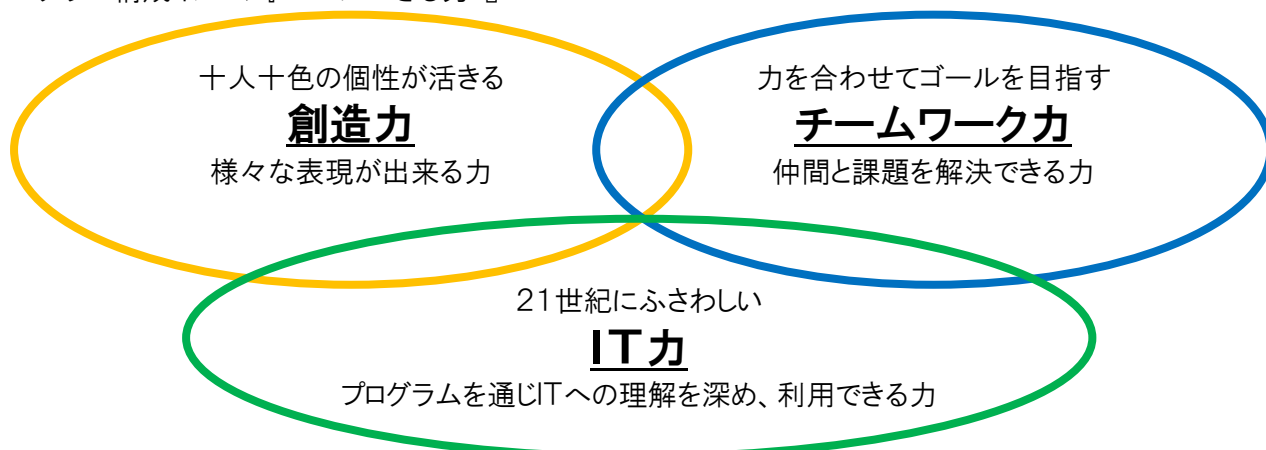 十人十色の個性が活きる
創造力
様々な表現が出来る力
力を合わせてゴールを目指す
チームワーク力
仲間と課題を解決できる力
21世紀にふさわしい
IT力
プログラムを通じITへの理解を深め、利用できる力